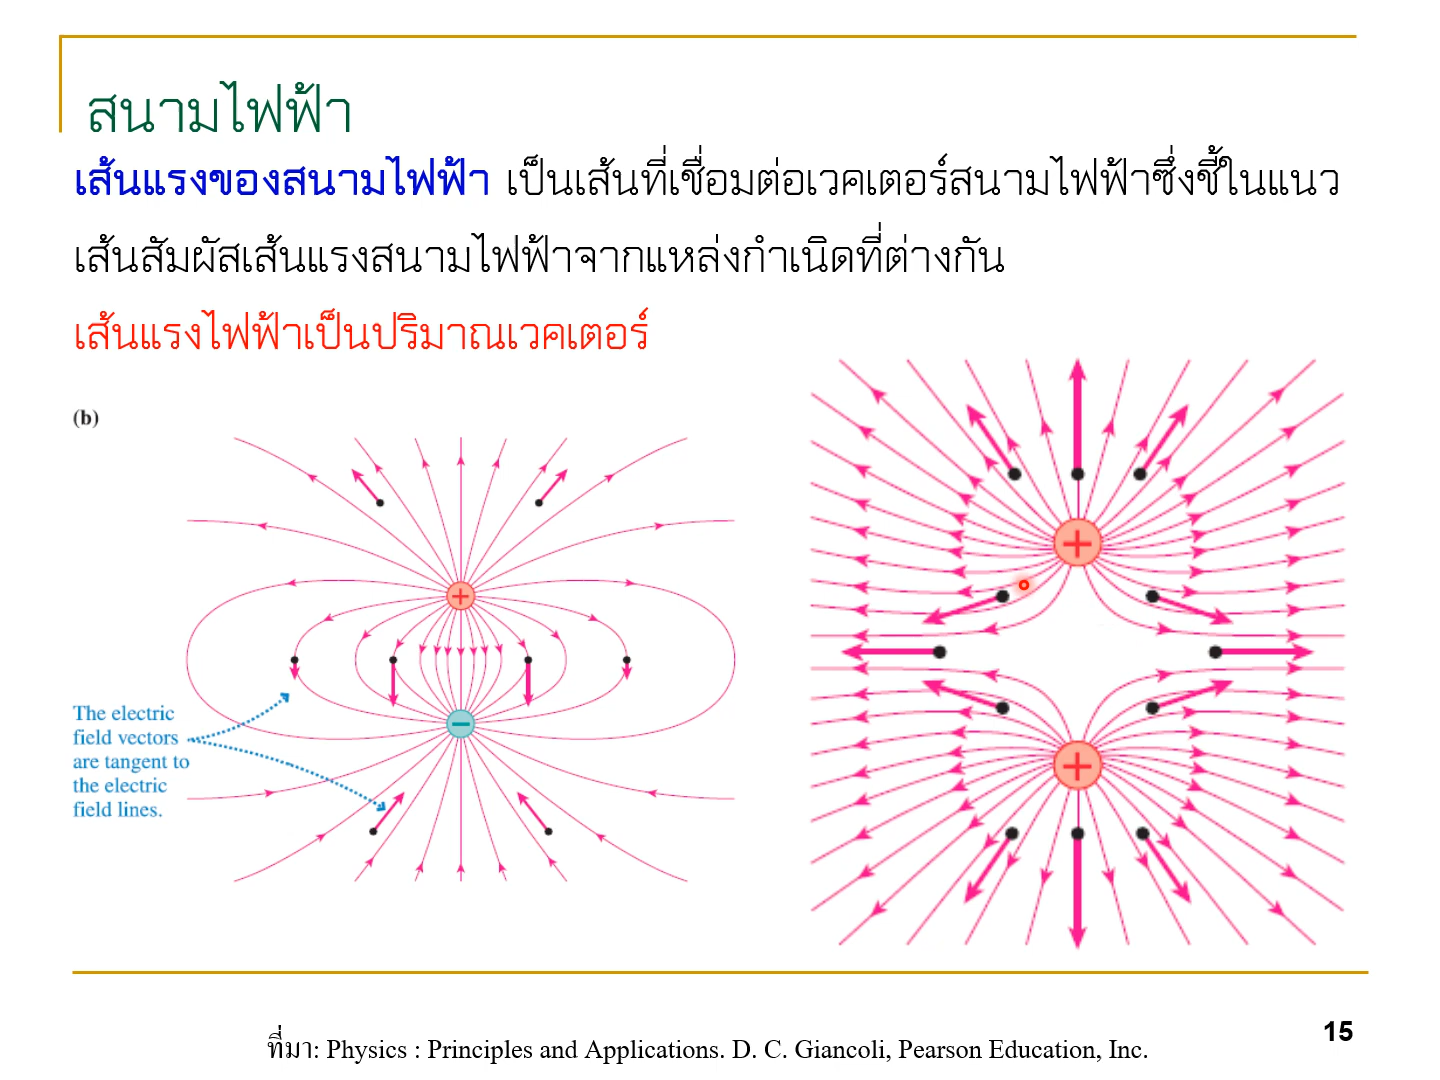 สนามไฟฟ้า
เส้นแรงของสนามไฟฟ้า เป็นเส้นที่เชื่อมต่อเวคเตอร์สนามไฟฟ้าซึ่งชี้ในแนว
เส้นสัมผัสเส้นแรงสนามไฟฟ้าจากแหล่งกำเนิดที่ต่างกัน
เส้นแรงไฟฟ้าเป็นปริมาณเวคเตอร์
(b)
The electric
field vectors
are tangent to
the electric
field lines.
+
−
+
+
ที่มา: Physics : Principles and Applications. D. C. Giancoli, Pearson Education, Inc.
15